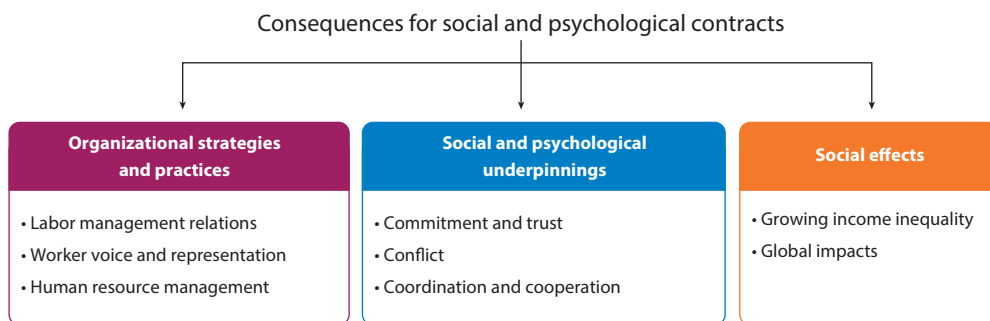 Consequences for social and psychological contracts
Organizational strategies
and practices
• Labor management relations
• Worker voice and representation
• Human resource management
Social and psychological
underpinnings
• Commitment and trust
• Conflict
• Coordination and cooperation
Social effects
• Growing income inequality
• Global impacts